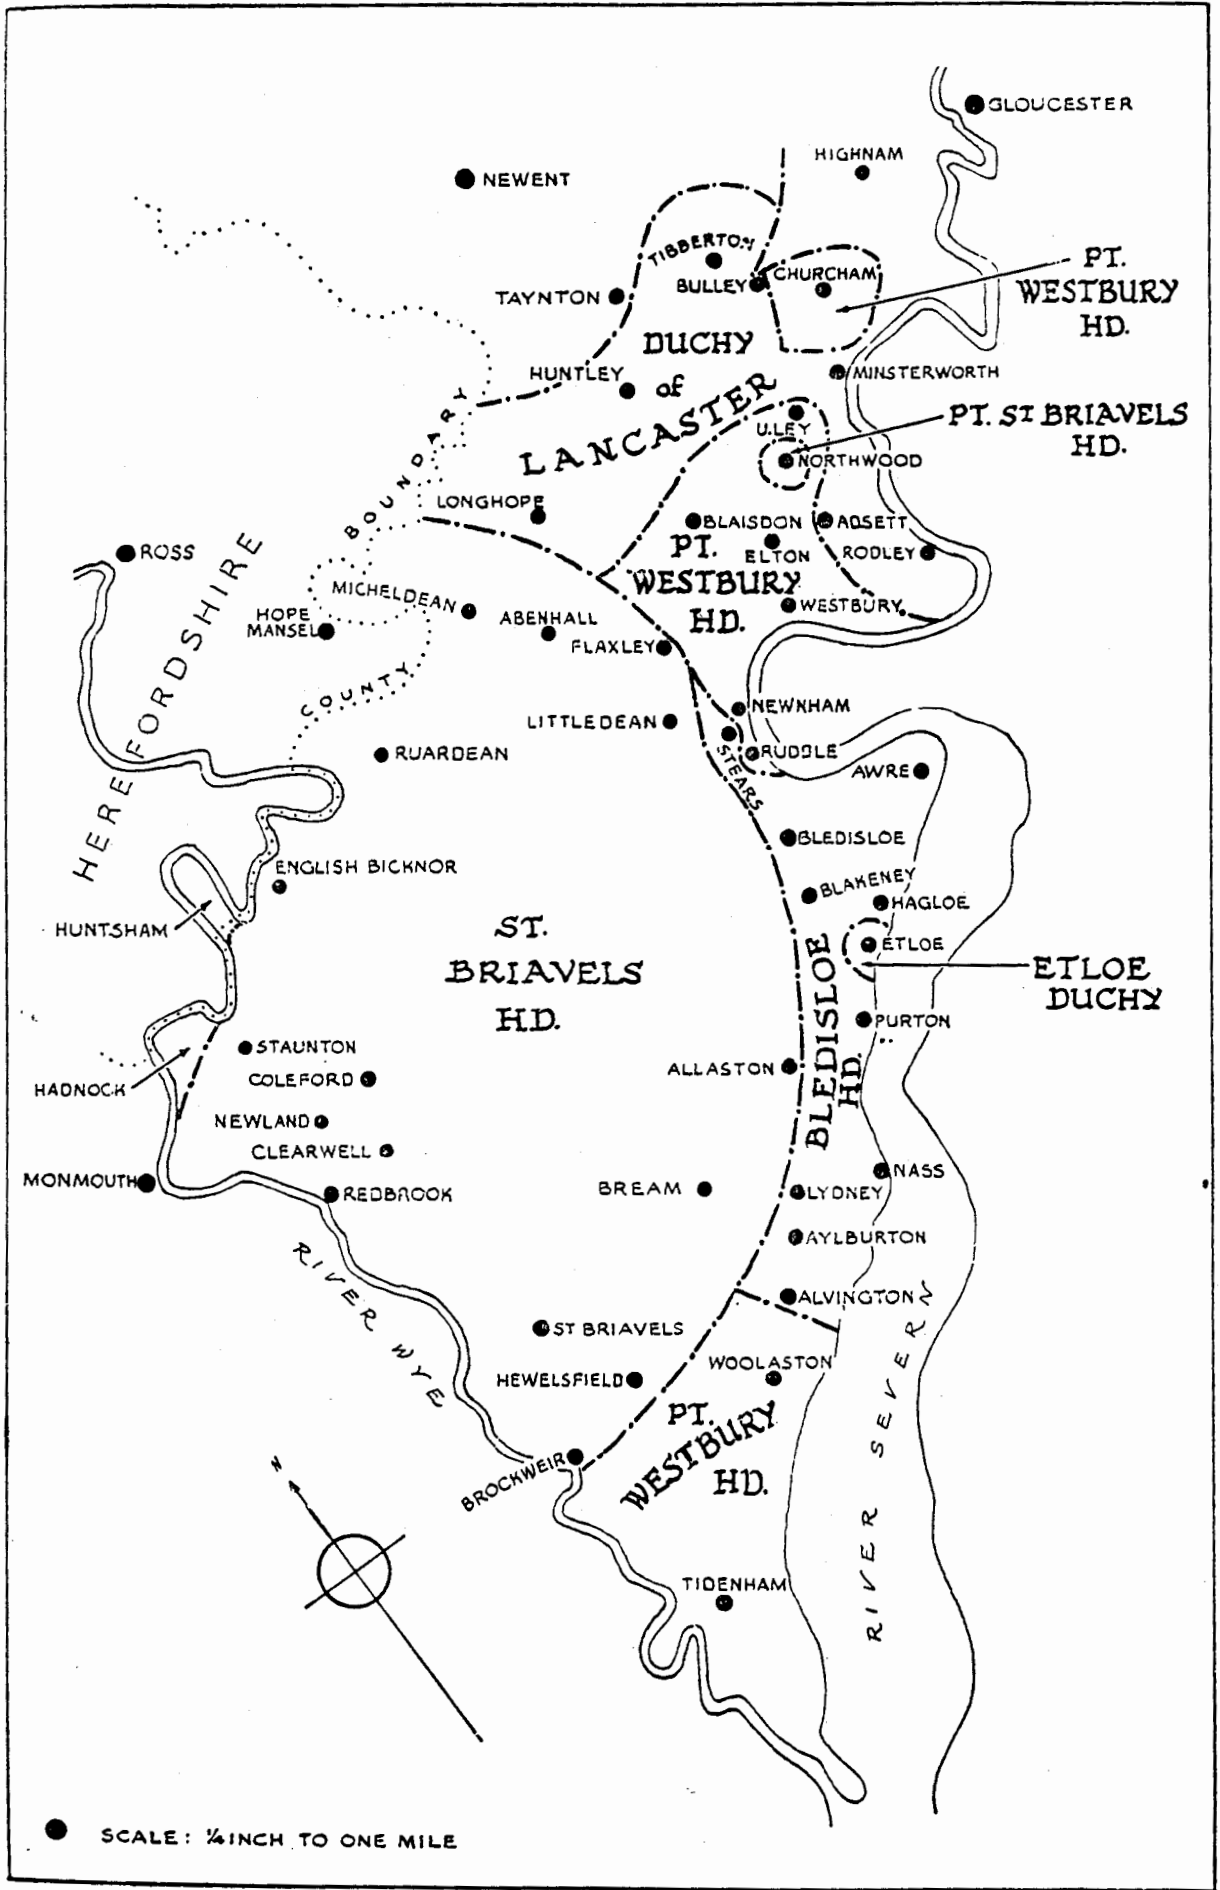 GLOUCESTER
HIGHNAM
NEWENT
TIBBERTON
BULLEY
CHURCHAM
PT.
WESTBURY
HD.
TAYNTON
DUCHY
of
LANCASTER
HUNTLEY
MINSTERWORTH
U.LEY
PT. ST BRIAVELS
HD.
NORTHWOOD
BOUNDARY
LONGHOPE
BLAISDON
ADSETT
ROSS
PT.
WESTBURY
HD.
ELTON
RODLEY
HEREFORDSHIRE
MICHELDEAN
HOPE
MANSEL
ABENHALL
WESTBURY
FLAXLEY
COUNTY
NEWNHAM
LITTLEDEAN
STEARS
RUDDLE
RUARDEAN
AWRE
BLEDISLOE
ENGLISH BICKNOR
BLAKENEY
HAGLOE
HUNTSHAM
ST.
BRIAVELS
HD.
BLEDISLOE
HD.
ETLOE
ETLOE
DUCHY
PURTON
STAUNTON
COLEFORD
ALLASTON
HADNOCK
NEWLAND
CLEARWELL
MONMOUTH
REDBROOK
BREAM
NASS
LYDNEY
AYLBURTON
RIVER WYE
ALVINGTON
ST BRIAVELS
HEWELSFIELD
WOOLASTON
PT.
WESTBURY
HD.
RIVER SEVERN
BROCKWEIR
N
TIDENHAM
SCALE: ¼ INCH TO ONE MILE